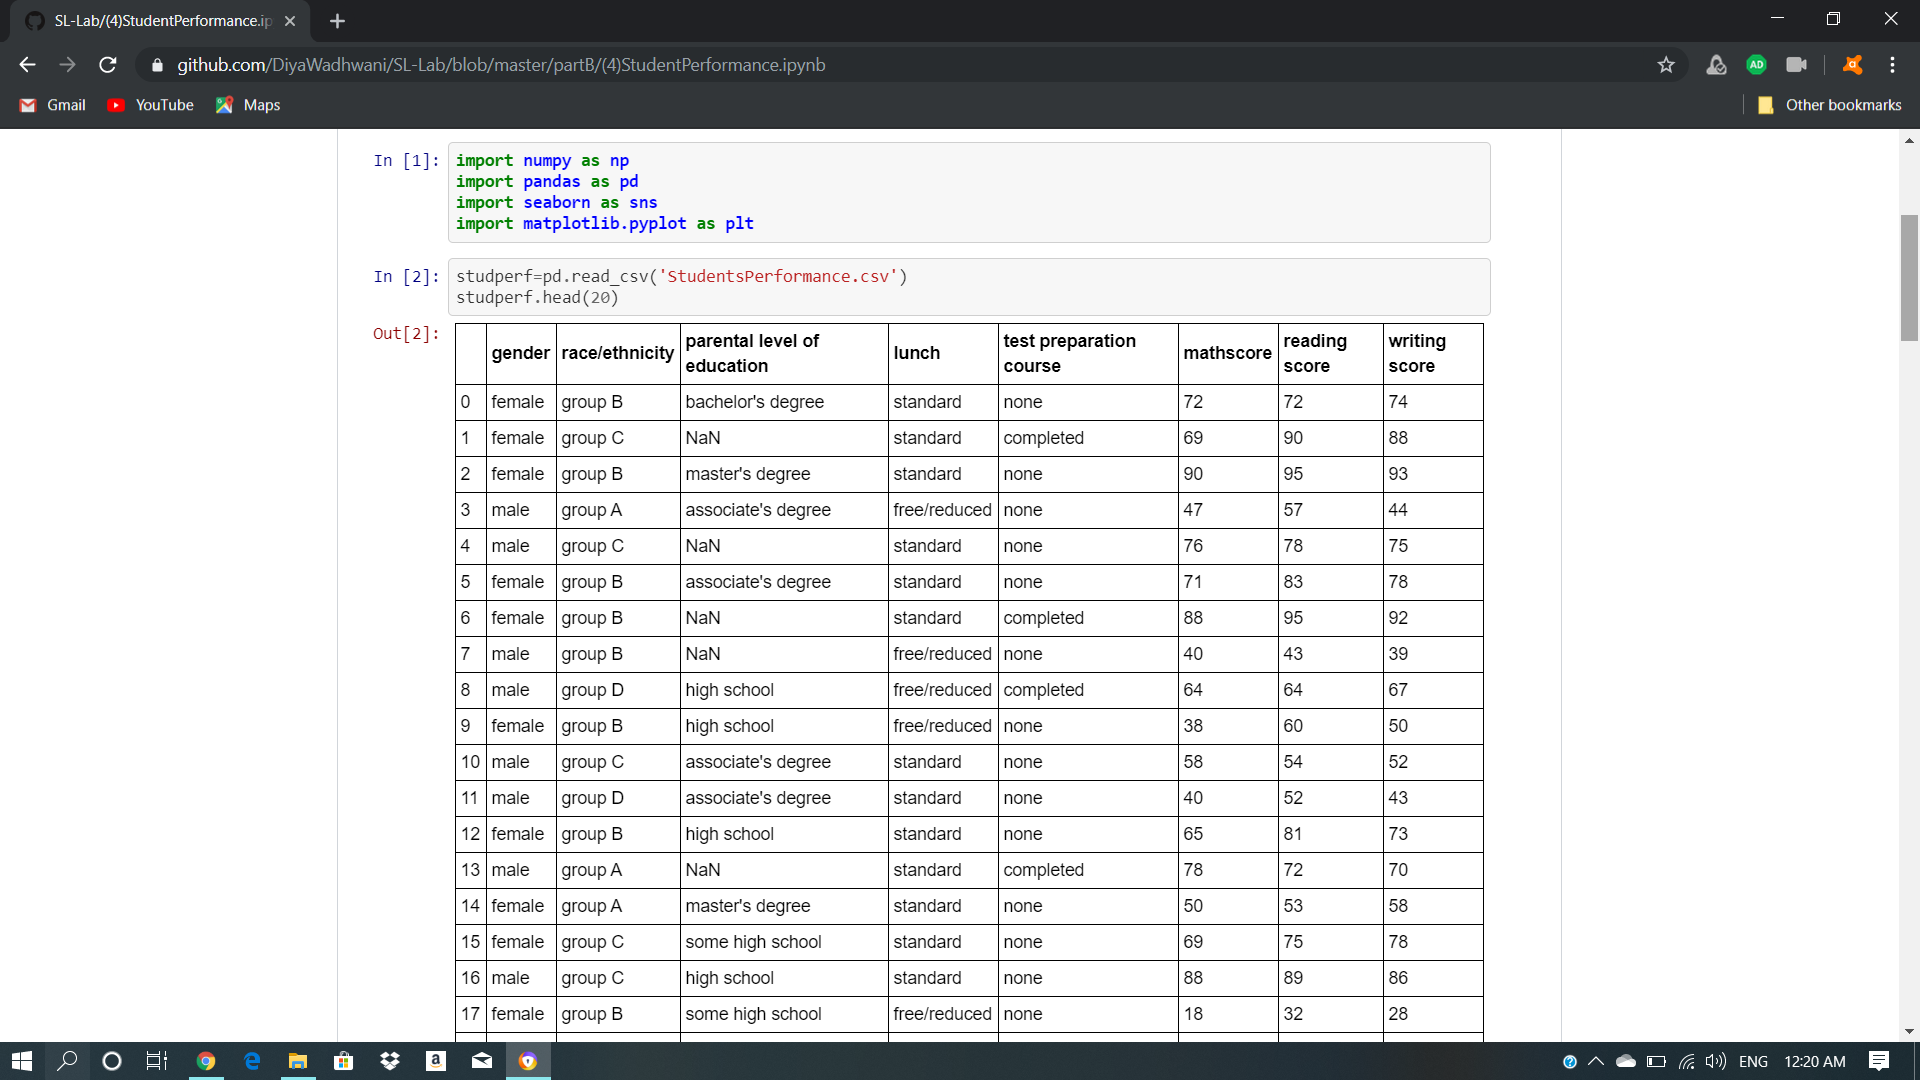 SL-Lab/(4)StudentPerformance.ip
github.com/DiyaWadhwani/SL-Lab/blob/master/partB/(4)StudentPerformance.ipynb
AD
a
Gmail YouTube Maps Other bookmarks
In [1]: import numpy as np
import pandas as pd
import seaborn as sns
import matplotlib.pyplot as plt
In [2]: studperf=pd.read_csv('StudentsPerformance.csv')
studperf.head(20)
Out[2]:
gender race/ethnicity parental level of education lunch test preparation course mathscore reading score writing score
0 female group B bachelor's degree standard none 72 72 74
1 female group C NaN standard completed 69 90 88
2 female group B master's degree standard none 90 95 93
3 male group A associate's degree free/reduced none 47 57 44
4 male group C NaN standard none 76 78 75
5 female group B associate's degree standard none 71 83 78
6 female group B NaN standard completed 88 95 92
7 male group B NaN free/reduced none 40 43 39
8 male group D high school free/reduced completed 64 64 67
9 female group B high school free/reduced none 38 60 50
10 male group C associate's degree standard none 58 54 52
11 male group D associate's degree standard none 40 52 43
12 female group B high school standard none 65 81 73
13 male group A NaN standard completed 78 72 70
14 female group A master's degree standard none 50 53 58
15 female group C some high school standard none 69 75 78
16 male group C high school standard none 88 89 86
17 female group B some high school free/reduced none 18 32 28
a ? ENG 12:20 AM